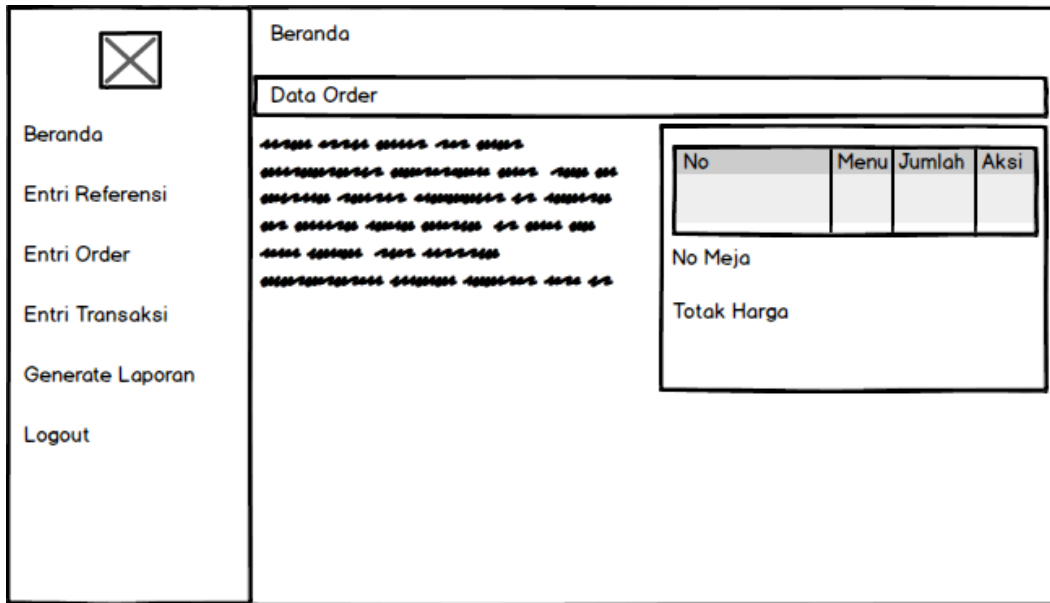 Beranda
Entri Referensi
Entri Order
Entri Transaksi
Generate Laporan
Logout
Beranda
Data Order
No Menu Jumlah Aksi
No Meja
Totak Harga